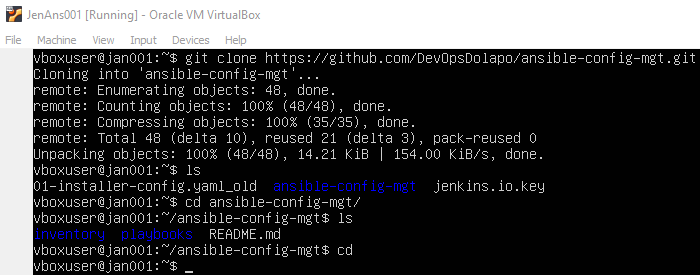 JenAns001 [Running] - Oracle VM VirtualBox
File Machine View Input Devices Help
vboxuser@jan001:~$ git clone https://github.com/DevOpsDolapo/ansible-config-mgt.git
Cloning into 'ansible-config-mgt'...
remote: Enumerating objects: 48, done.
remote: Counting objects: 100% (48/48), done.
remote: Compressing objects: 100% (35/35), done.
remote: Total 48 (delta 10), reused 21 (delta 3), pack-reused 0
Unpacking objects: 100% (48/48), 14.21 KiB | 154.00 KiB/s, done.
vboxuser@jan001:~$ ls
01-installer-config.yaml_old ansible-config-mgt jenkins.io.key
vboxuser@jan001:~$ cd ansible-config-mgt/
vboxuser@jan001:~/ansible-config-mgt$ ls
inventory playbooks README.md
vboxuser@jan001:~/ansible-config-mgt$ cd
vboxuser@jan001:~$ _